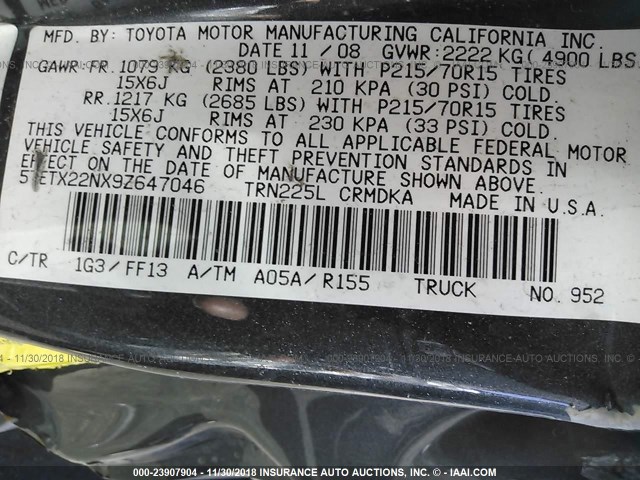 MFD. BY: TOYOTA MOTOR MANUFACTURING CALIFORNIA INC.
DATE 11 / 08 GVWR:2222 KG( 4900 LBS
GAWR:FR. 1079 KG (2380 LBS) WITH P215/70R15 TIRES
15X6J RIMS AT 210 KPA (30 PSI) COLD.
RR. 1217 KG (2685 LBS) WITH P215/70R15 TIRES
15X6J RIMS AT 230 KPA (33 PSI) COLD.
THIS VEHICLE CONFORMS TO ALL APPLICABLE FEDERAL MOTOR
VEHICLE SAFETY AND THEFT PREVENTION STANDARDS IN
EFFECT ON THE DATE OF MANUFACTURE SHOWN ABOVE.
5TETX22NX9Z647046 TRN225L CRMDKA MADE IN U.S.A.
C/TR 1G3/FF13 A/TM A05A/R155 TRUCK NO. 952
000-23907904 - 11/30/2018 INSURANCE AUTO AUCTIONS, INC. - © - IAAI.COM